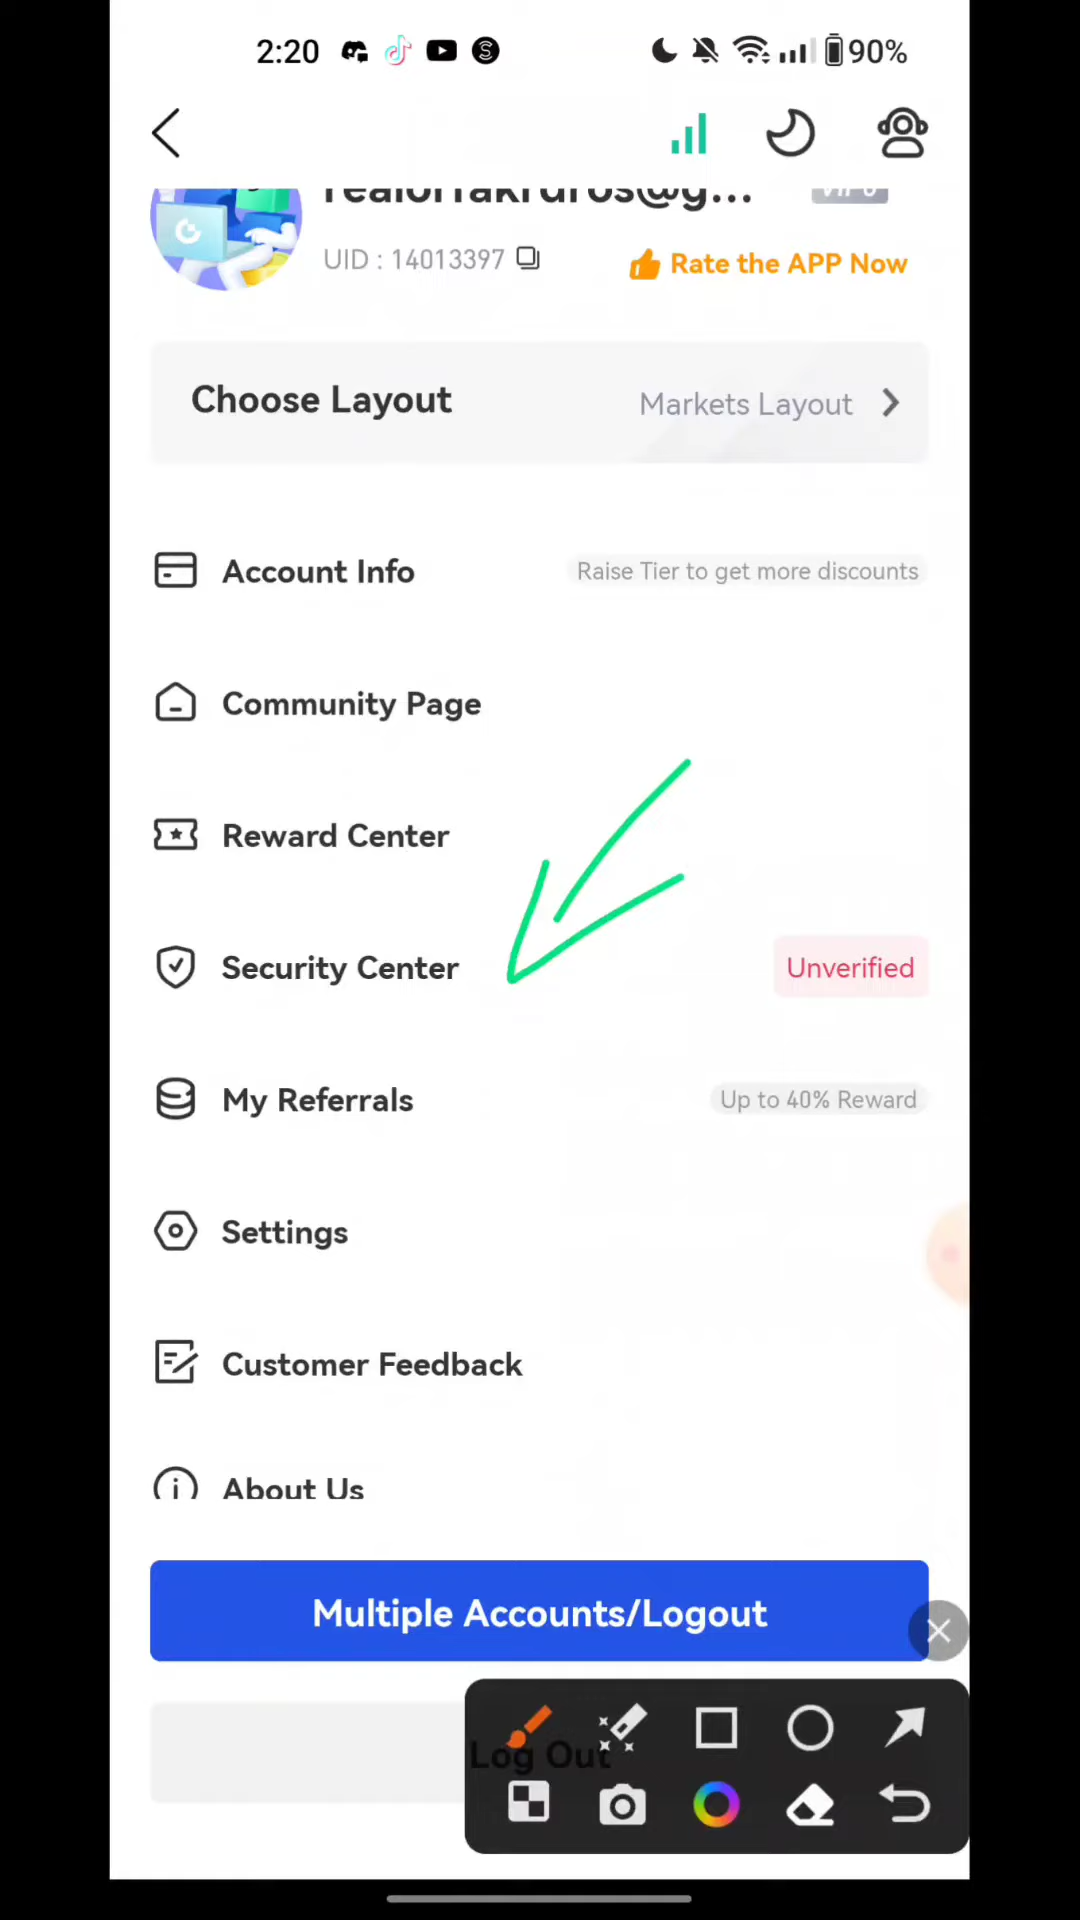 2:20
90%
UID : 14013397
Rate the APP Now
Choose Layout
Markets Layout
Account Info
Raise Tier to get more discounts
Community Page
Reward Center
Security Center
Unverified
My Referrals
Up to 40% Reward
Settings
Customer Feedback
About Us
Multiple Accounts/Logout
Log Out